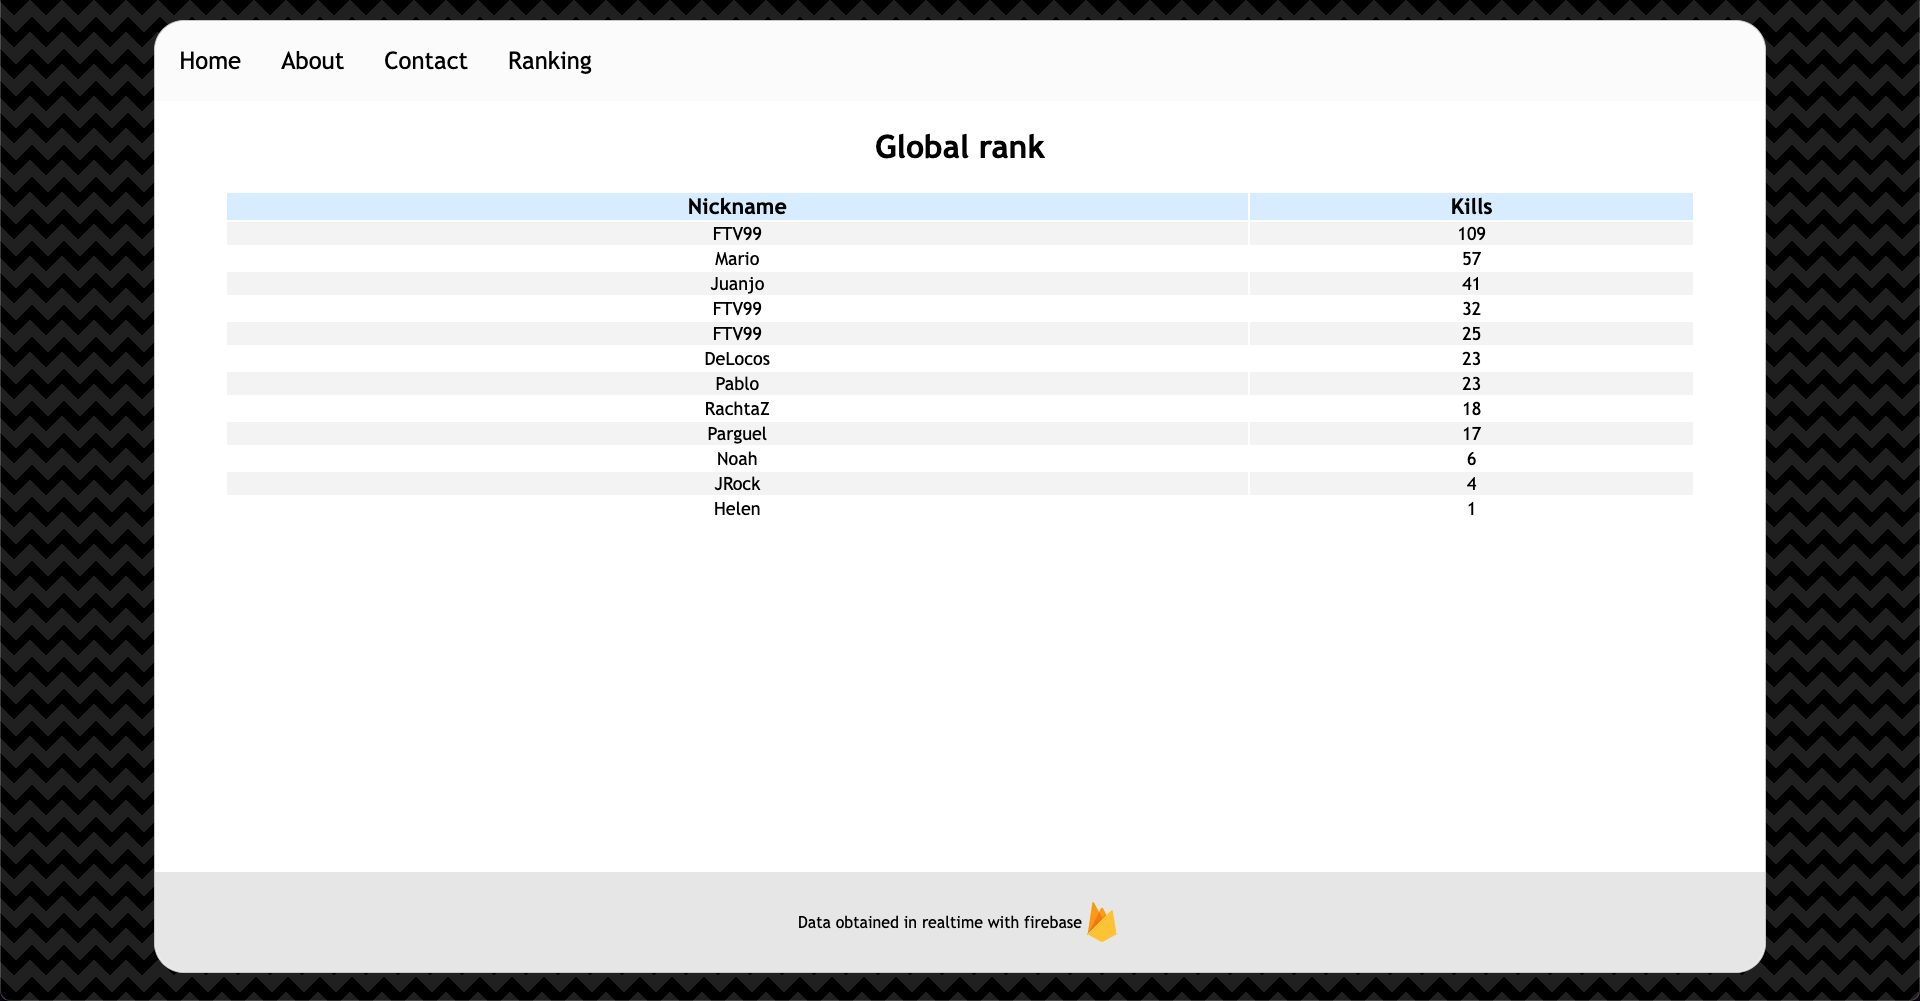 Home About Contact Ranking
Global rank
Nickname Kills
FTV99 109
Mario 57
Juanjo 41
FTV99 32
FTV99 25
DeLocos 23
Pablo 23
RachtaZ 18
Parguel 17
Noah 6
JRock 4
Helen 1
Data obtained in realtime with firebase